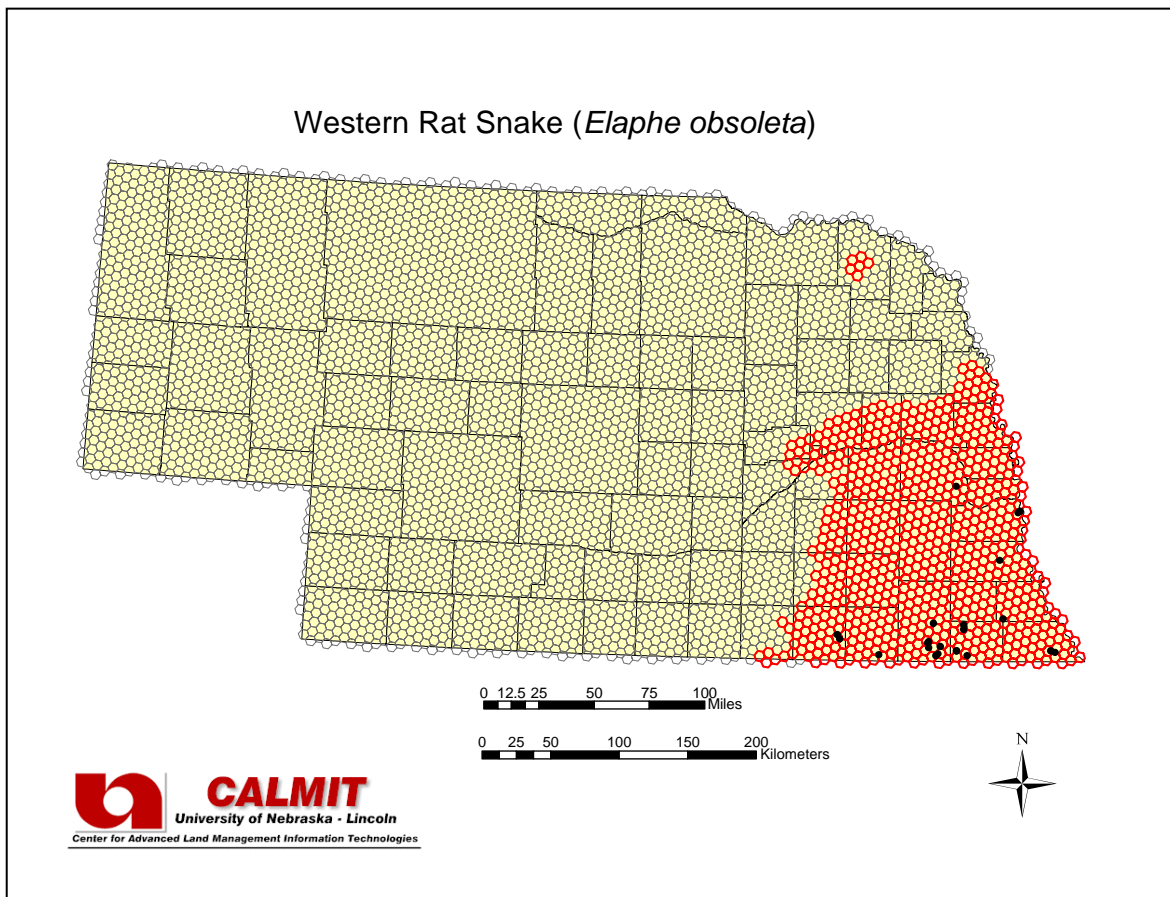 Western Rat Snake (Elaphe obsoleta)
0 12.5 25 50 75 100
Miles
0 25 50 100 150 200
Kilometers
N
CALMIT
University of Nebraska - Lincoln
Center for Advanced Land Management Information Technologies